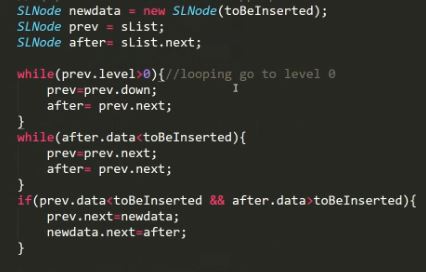 SLNode newdata = new SLNode(toBeInserted);
SLNode prev = sList;
SLNode after= sList.next;
while(prev.level>0){//looping go to level 0
prev=prev.down;
after= prev.next;
}
while(after.data<toBeInserted){
prev=prev.next;
after= prev.next;
}
if(prev.data<toBeInserted && after.data>toBeInserted){
prev.next=newdata;
newdata.next=after;
}